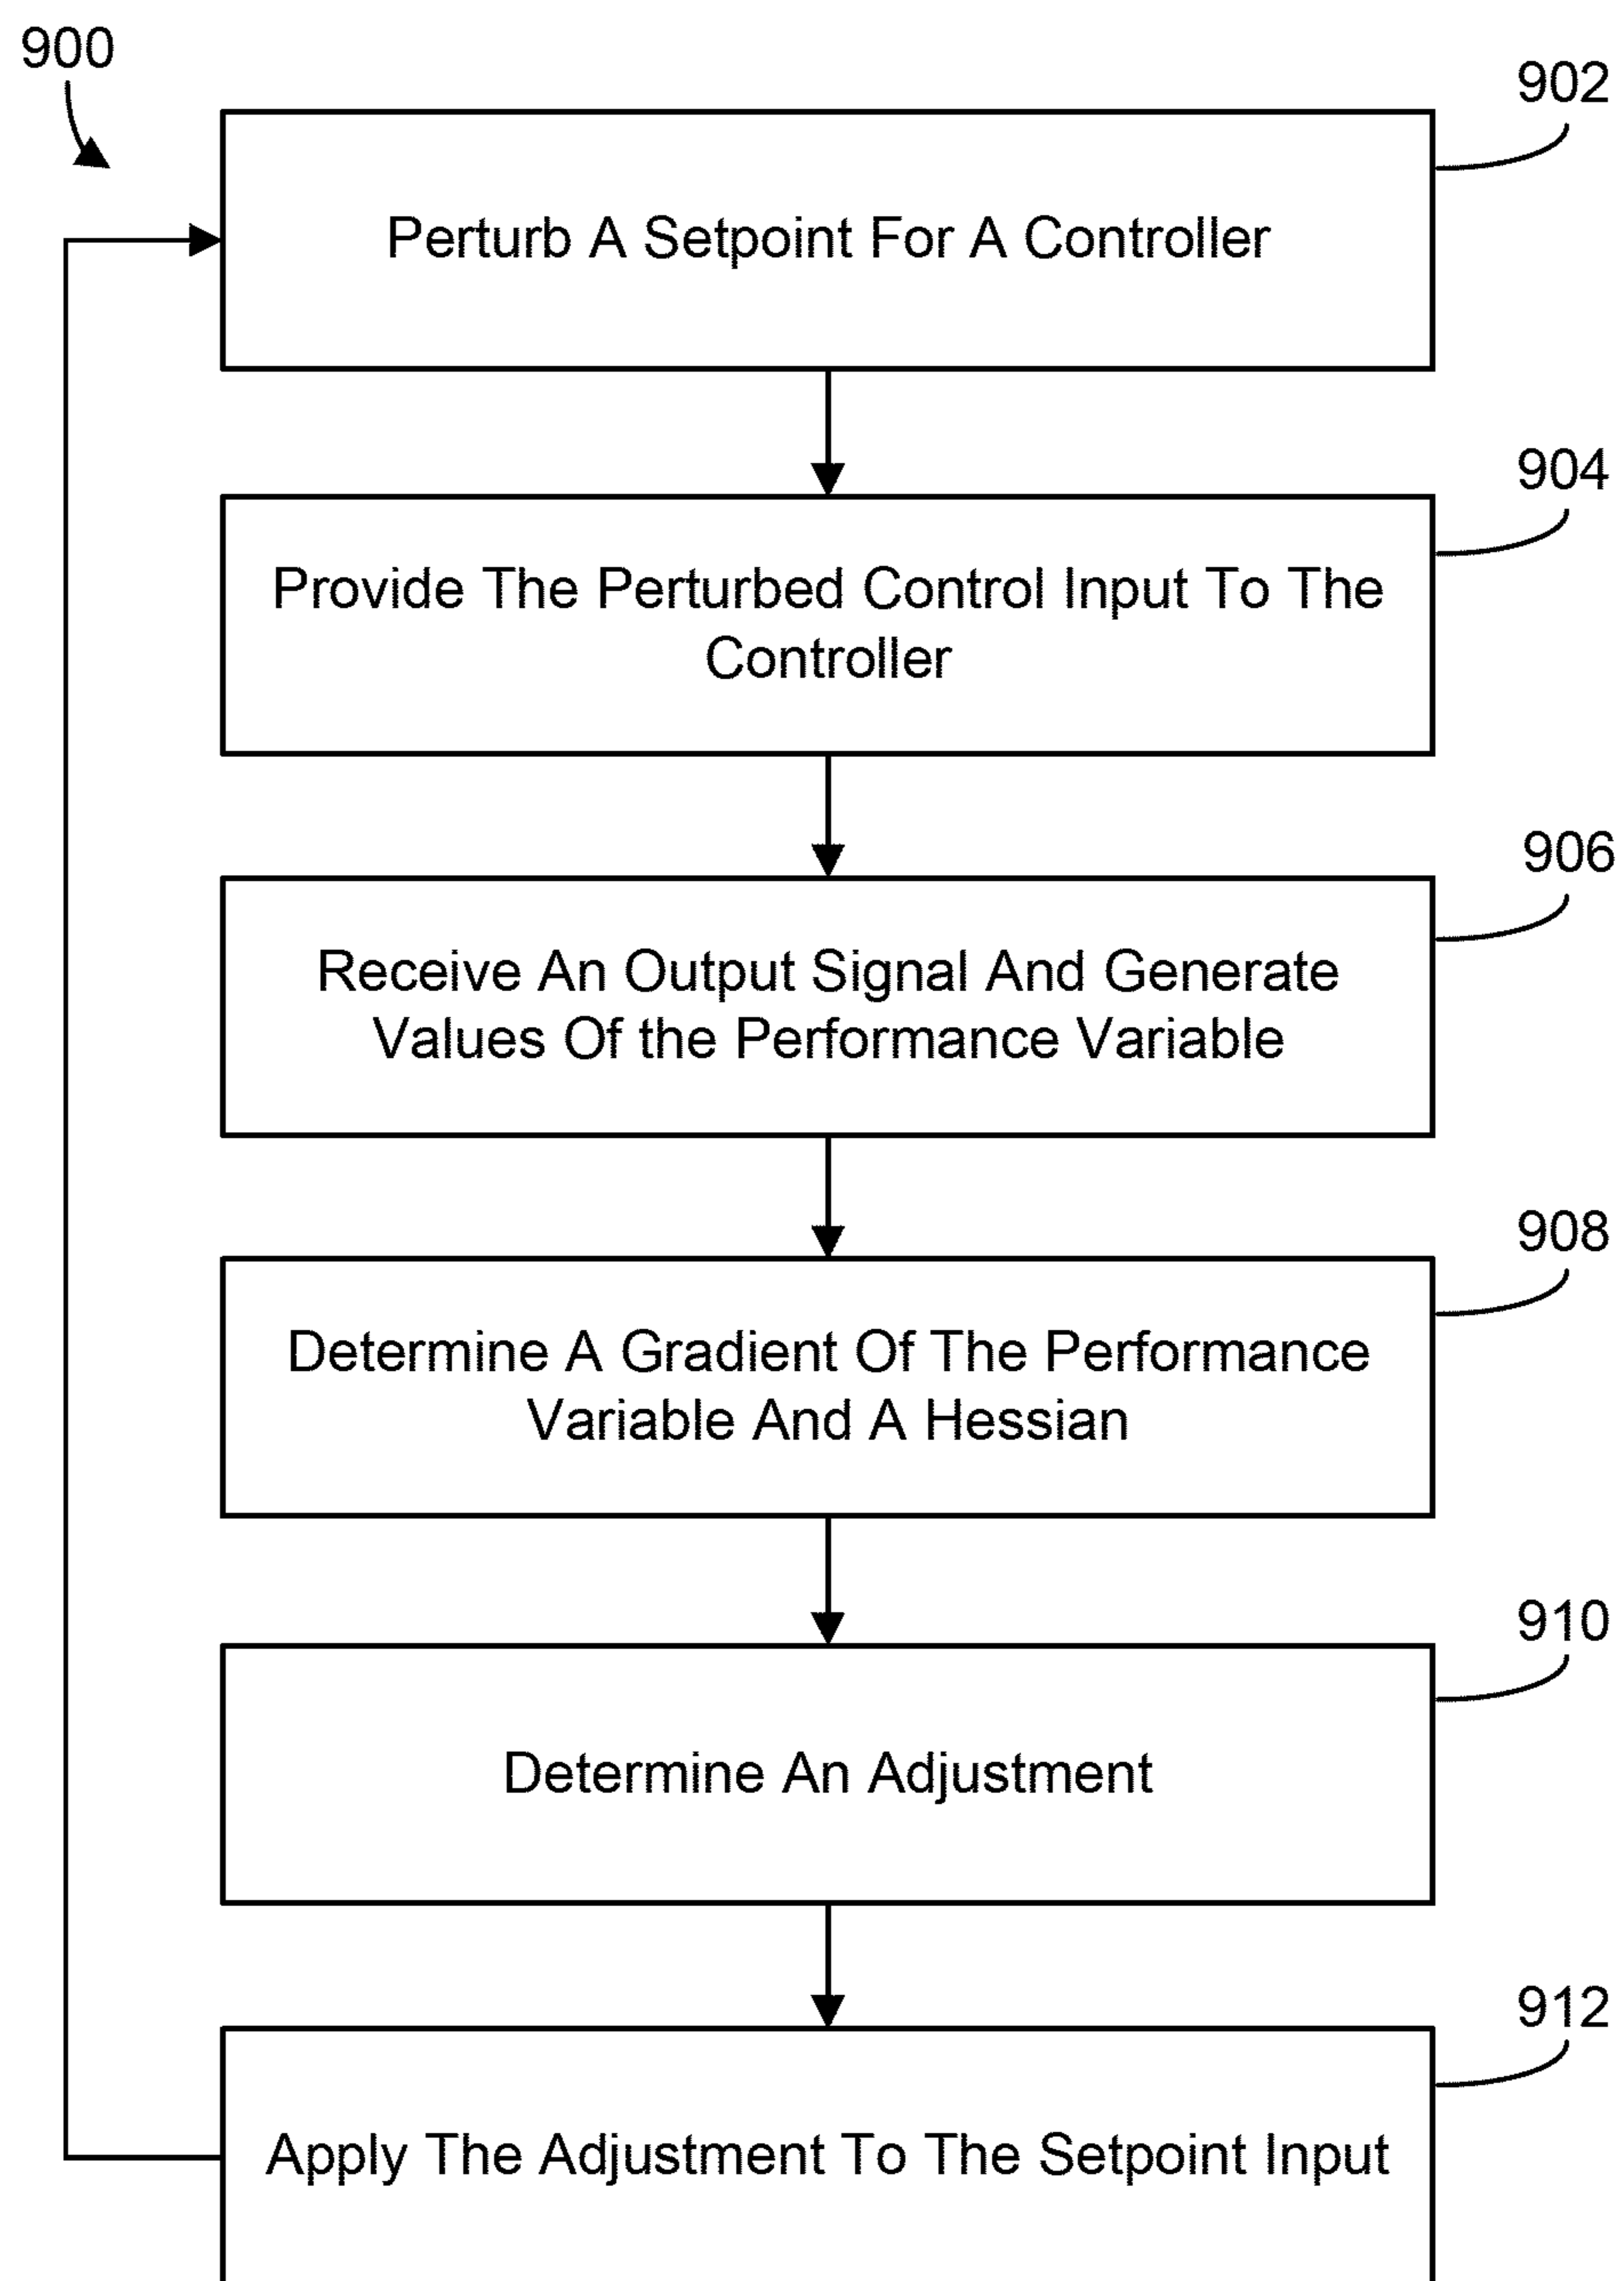 900
902
Perturb A Setpoint For A Controller
904
Provide The Perturbed Control Input To The
Controller
906
Receive An Output Signal And Generate
Values Of the Performance Variable
908
Determine A Gradient Of The Performance
Variable And A Hessian
910
Determine An Adjustment
912
Apply The Adjustment To The Setpoint Input